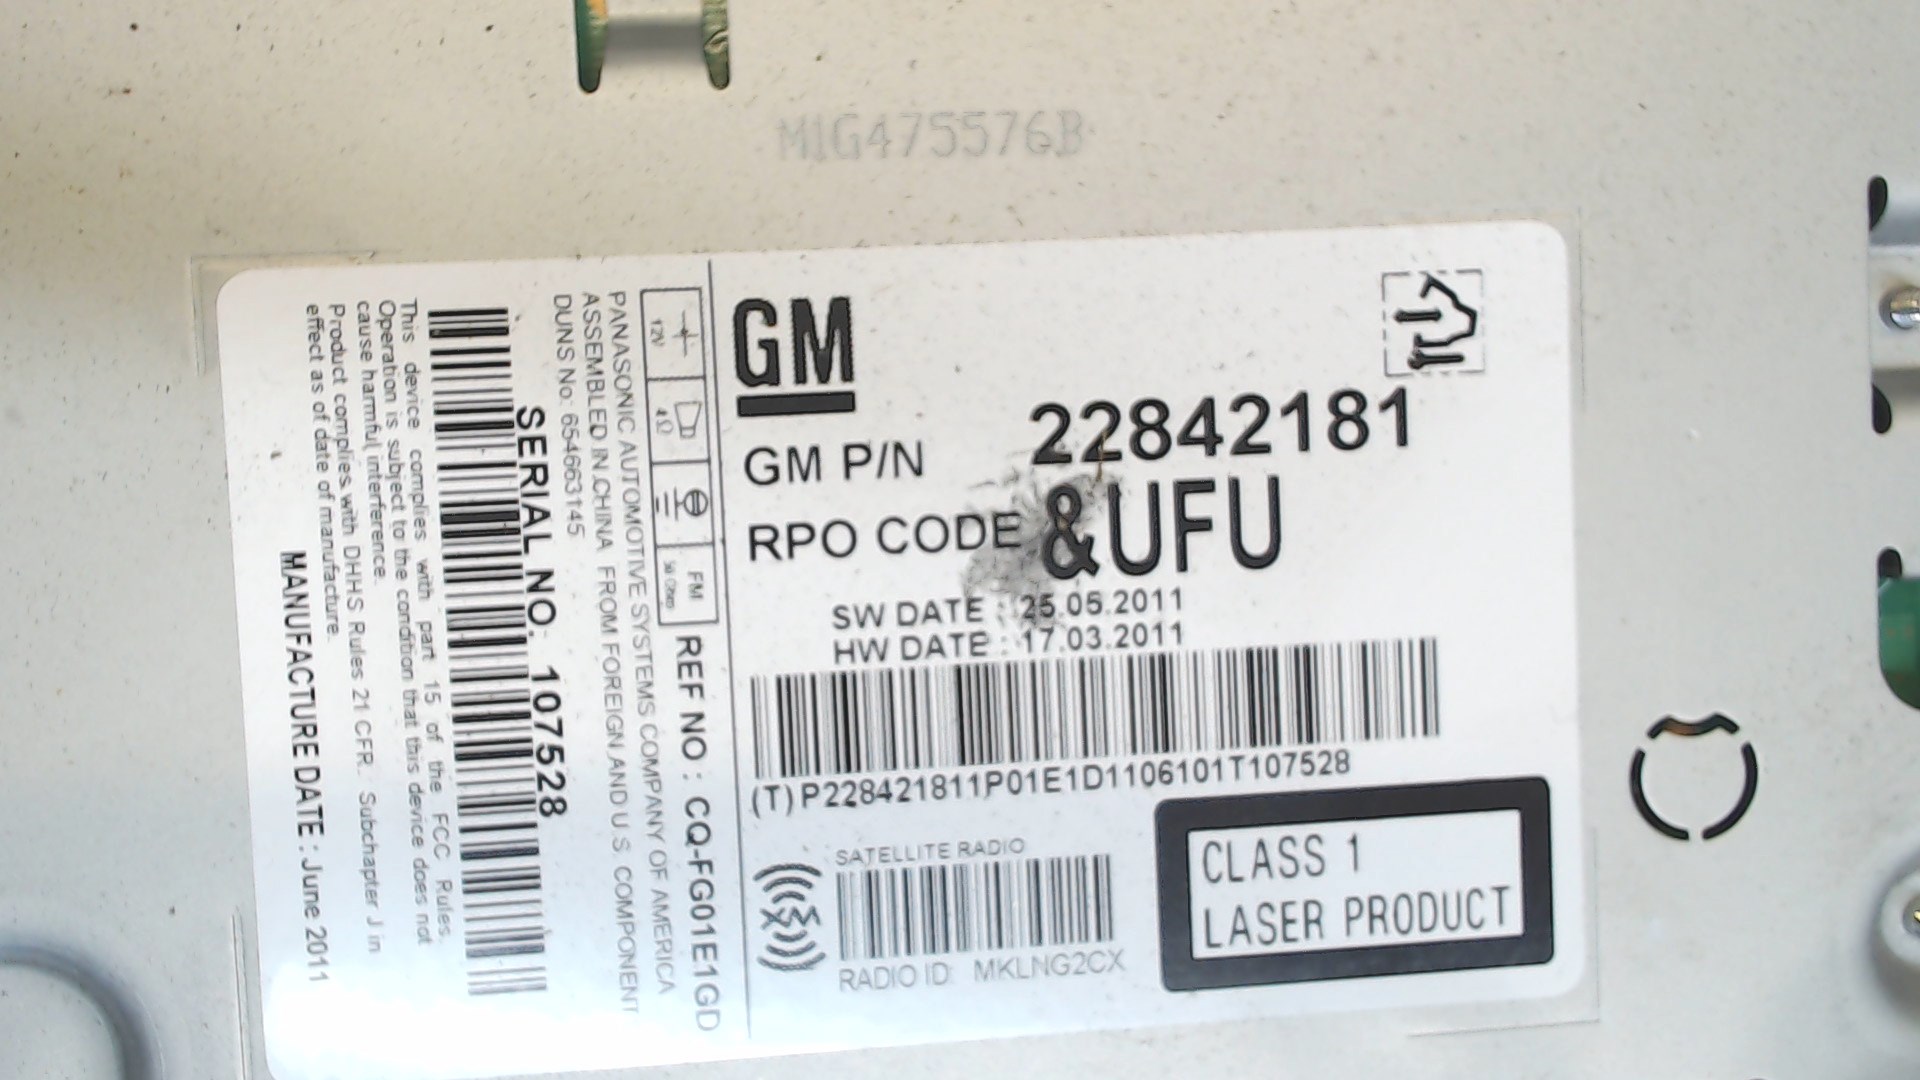 M1G475576B
GM
GM P/N 22842181
RPO CODE &UFU
SW DATE : 25.05.2011
HW DATE : 17.03.2011
(T)P228421811P01E1D1106101T107528
SATELLITE RADIO
RADIO ID: MKLNG2CX
CLASS 1
LASER PRODUCT
12V
4Ω
FM
50 Ohm
REF NO : CQ-FG01E1GD
PANASONIC AUTOMOTIVE SYSTEMS COMPANY OF AMERICA
ASSEMBLED IN CHINA FROM FOREIGN AND U.S. COMPONENT
DUNS No: 654663145
SERIAL NO. 107528
This device complies with part 15 of the FCC Rules.
Operation is subject to the condition that this device does not
cause harmful interference.
Product complies with DHHS Rules 21 CFR.. Subchapter J in
effect as of date of manufacture.
MANUFACTURE DATE : June 2011